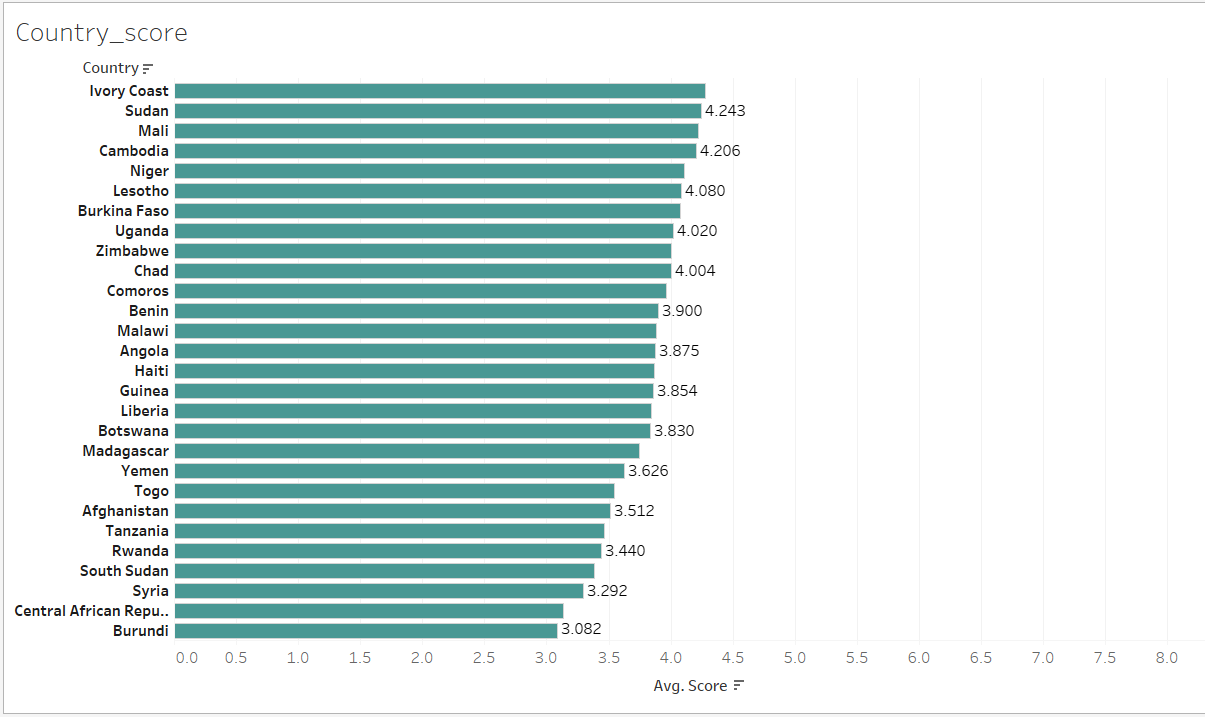 Country_score
Country
Ivory Coast
Sudan 4.243
Mali
Cambodia 4.206
Niger
Lesotho 4.080
Burkina Faso
Uganda 4.020
Zimbabwe
Chad 4.004
Comoros
Benin 3.900
Malawi
Angola 3.875
Haiti
Guinea 3.854
Liberia
Botswana 3.830
Madagascar
Yemen 3.626
Togo
Afghanistan 3.512
Tanzania
Rwanda 3.440
South Sudan
Syria 3.292
Central African Repu..
Burundi 3.082
0.0 0.5 1.0 1.5 2.0 2.5 3.0 3.5 4.0 4.5 5.0 5.5 6.0 6.5 7.0 7.5 8.0
Avg. Score